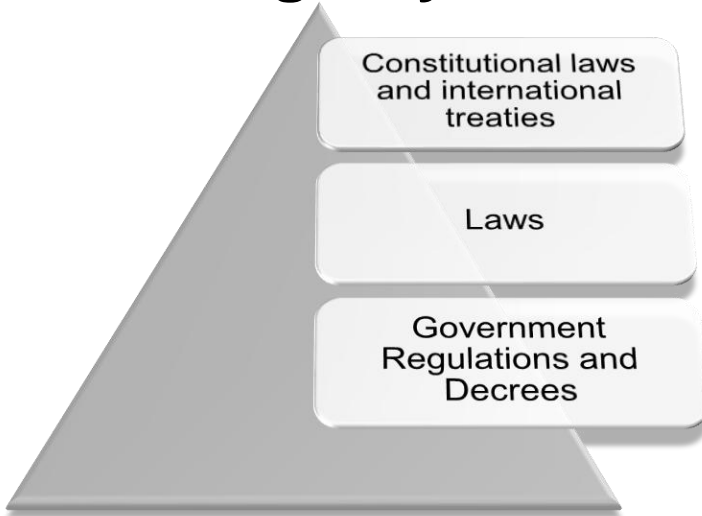 Constitutional laws
and international
treaties
Laws
Government
Regulations and
Decrees